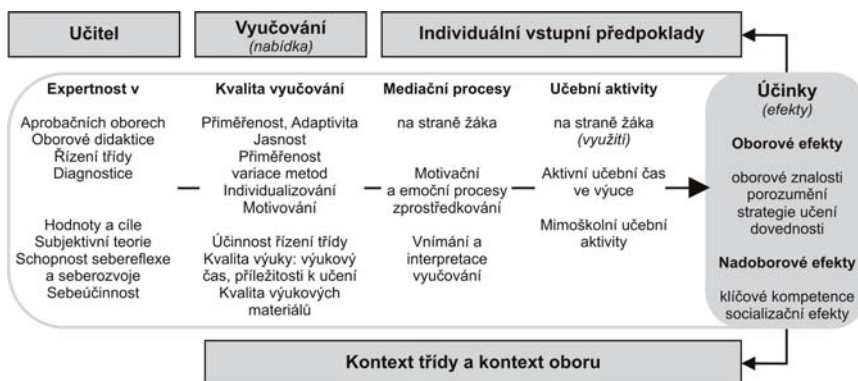 Učitel
Vyučování
(nabídka)
Individuální vstupní předpoklady
Expertnost v
Aprobačních oborech
Oborové didaktice
Řízení třídy
Diagnostice
Hodnoty a cíle
Subjektivní teorie
Schopnost sebereflexe
a seberozvoje
Sebeúčinnost
Kvalita vyučování
Přiměřenost, Adaptivita
Jasnost
Přiměřenost
variace metod
Individualizování
Motivování
Účinnost řízení třídy
Kvalita výuky: výukový
čas, příležitosti k učení
Kvalita výukových
materiálů
Mediační procesy
na straně žáka
Motivační
a emoční procesy
zprostředkování
Vnímání a
interpretace
vyučování
Učební aktivity
na straně žáka
(využití)
Aktivní učební čas
ve výuce
Mimoškolní učební
aktivity
Účinky
(efekty)
Oborové efekty
oborové znalosti
porozumění
strategie učení
dovednosti
Nadoborové efekty
klíčové kompetence
socializační efekty
Kontext třídy a kontext oboru